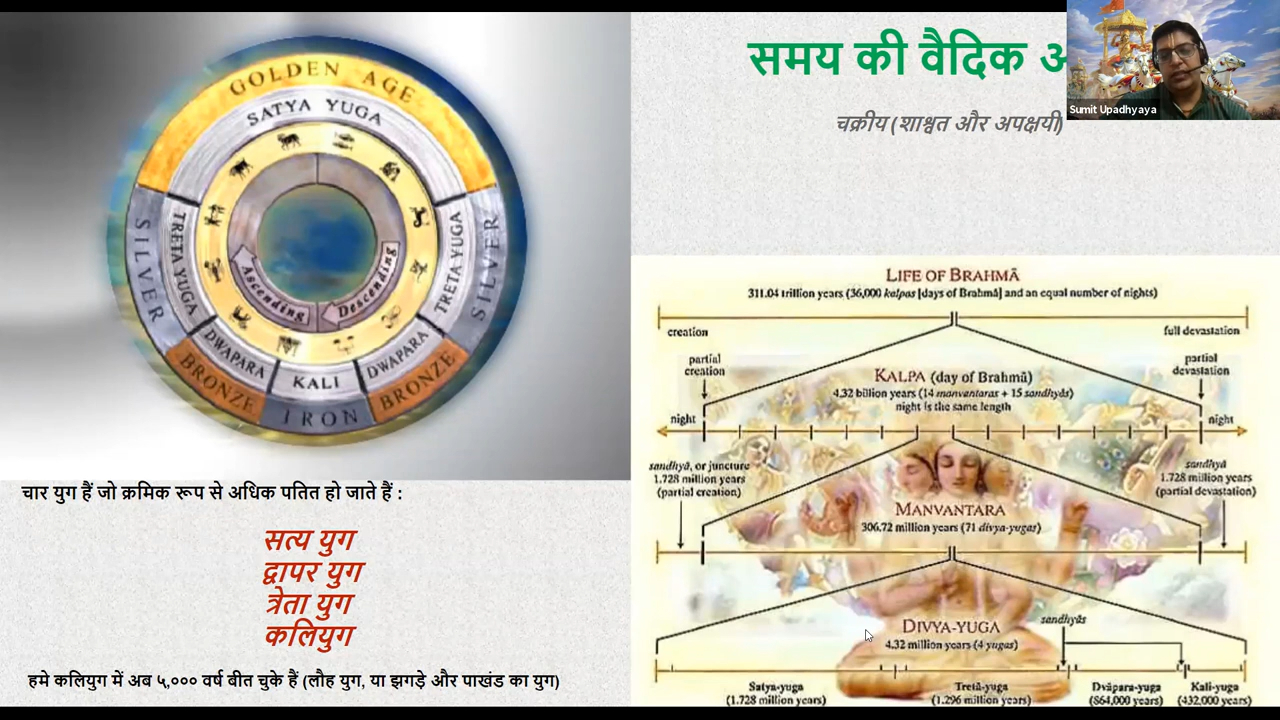 GOLDEN AGE
SATYA YUGA
SILVER
TRETA YUGA
TRETA YUGA
SILVER
Ascending
Descending
DWAPARA
DWAPARA
BRONZE
KALI
BRONZE
IRON
चार युग हैं जो क्रमिक रूप से अधिक पतित हो जाते हैं :
सत्य युग
द्वापर युग
त्रेता युग
कलियुग
हमे कलियुग में अब ५,००० वर्ष बीत चुके हैं (लौह युग, या झगड़े और पाखंड का युग)
समय की वैदिक
चक्रीय (शाश्वत और अपक्षयी)
Sumit Upadhyaya
LIFE OF BRAHMĀ
311.04 trillion years (36,000 kalpas [days of Brahmā] and an equal number of nights)
creation
full devastation
partial
creation
partial
devastation
KALPA (day of Brahmā)
4.32 billion years (14 manvantaras + 15 sandhyās)
night is the same length
night
night
sandhyā, or juncture
1.728 million years
(partial creation)
sandhyā
1.728 million years
(partial devastation)
MANVANTARA
306.72 million years (71 divya-yugas)
DIVYA-YUGA
4.32 million years (4 yugas)
sandhyās
Satya-yuga
(1.728 million years)
Tretā-yuga
(1.296 million years)
Dvāpara-yuga
(864,000 years)
Kali-yuga
(432,000 years)